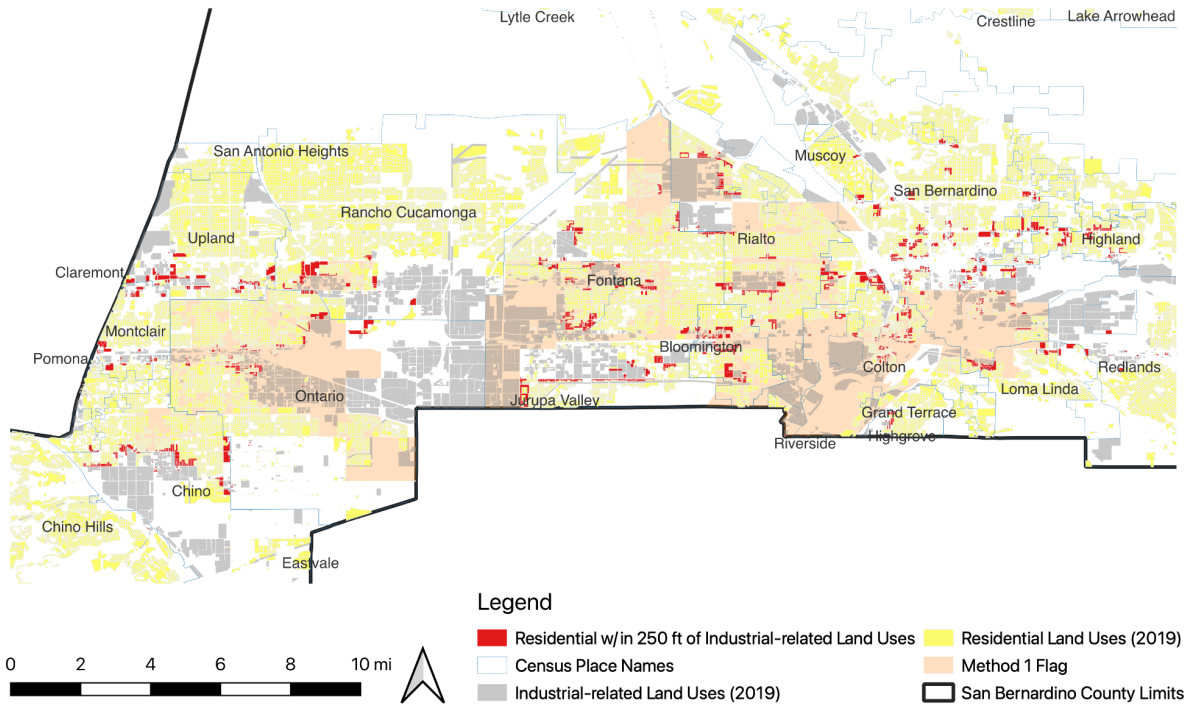 Lytle Creek
Crestline
Lake Arrowhead
San Antonio Heights
Muscoy
San Bernardino
Rancho Cucamonga
Upland
Rialto
Highland
Claremont
Fontana
Montclair
Bloomington
Pomona
Colton
Redlands
Loma Linda
Ontario
Jurupa Valley
Grand Terrace
Riverside
Highgrove
Chino
Chino Hills
Eastvale
Legend
Residential w/in 250 ft of Industrial-related Land Uses
Residential Land Uses (2019)
Census Place Names
Method 1 Flag
Industrial-related Land Uses (2019)
San Bernardino County Limits
0 2 4 6 8 10 mi